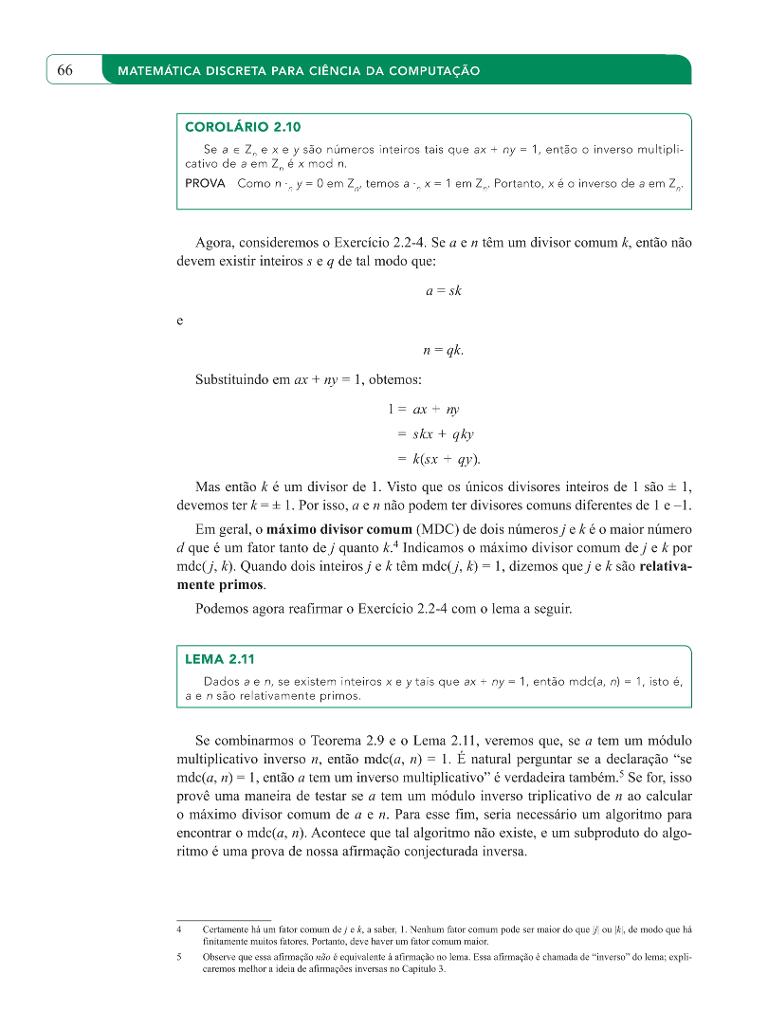 66
MATEMÁTICA DISCRETA PARA CIÊNCIA DA COMPUTAÇÃO
COROLÁRIO 2.10
Se a ∈ Zn e x e y são números inteiros tais que ax + ny = 1, então o inverso multipli-
cativo de a em Zn é x mod n.
PROVA Como n ·n y = 0 em Zn, temos a ·n x = 1 em Zn. Portanto, x é o inverso de a em Zn.
Agora, consideremos o Exercício 2.2-4. Se a e n têm um divisor comum k, então não
devem existir inteiros s e q de tal modo que:
a = sk
e
n = qk.
Substituindo em ax + ny = 1, obtemos:
1 = ax + ny
= skx + qky
= k(sx + qy).
Mas então k é um divisor de 1. Visto que os únicos divisores inteiros de 1 são ± 1,
devemos ter k = ± 1. Por isso, a e n não podem ter divisores comuns diferentes de 1 e –1.
Em geral, o máximo divisor comum (MDC) de dois números j e k é o maior número
d que é um fator tanto de j quanto k.4 Indicamos o máximo divisor comum de j e k por
mdc( j, k). Quando dois inteiros j e k têm mdc( j, k) = 1, dizemos que j e k são relativa-
mente primos.
Podemos agora reafirmar o Exercício 2.2-4 com o lema a seguir.
LEMA 2.11
Dados a e n, se existem inteiros x e y tais que ax + ny = 1, então mdc(a, n) = 1, isto é,
a e n são relativamente primos.
Se combinarmos o Teorema 2.9 e o Lema 2.11, veremos que, se a tem um módulo
multiplicativo inverso n, então mdc(a, n) = 1. É natural perguntar se a declaração “se
mdc(a, n) = 1, então a tem um inverso multiplicativo” é verdadeira também.5 Se for, isso
provê uma maneira de testar se a tem um módulo inverso triplicativo de n ao calcular
o máximo divisor comum de a e n. Para esse fim, seria necessário um algoritmo para
encontrar o mdc(a, n). Acontece que tal algoritmo não existe, e um subproduto do algo-
ritmo é uma prova de nossa afirmação conjecturada inversa.
4 Certamente há um fator comum de j e k, a saber, 1. Nenhum fator comum pode ser maior do que |j| ou |k|, de modo que há
finitamente muitos fatores. Portanto, deve haver um fator comum maior.
5 Observe que essa afirmação não é equivalente à afirmação no lema. Essa afirmação é chamada de “inverso” do lema; expli-
caremos melhor a ideia de afirmações inversas no Capítulo 3.